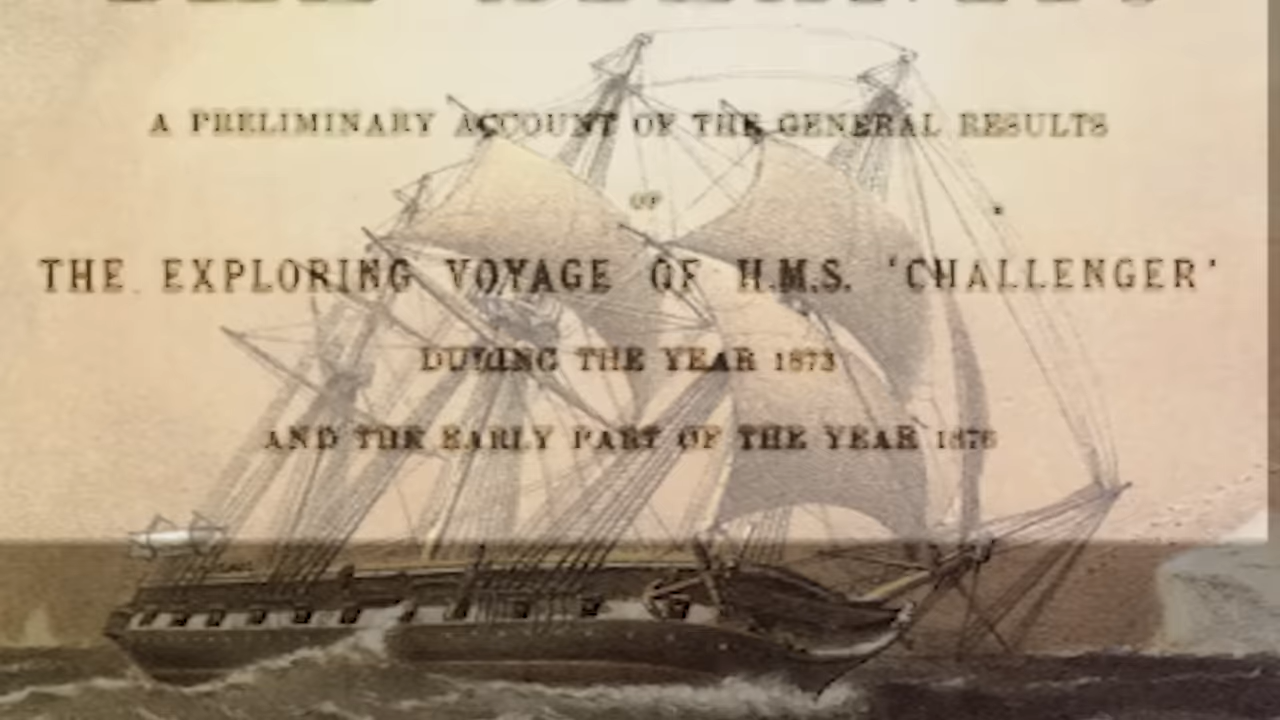 A PRELIMINARY ACCOUNT OF THE GENERAL RESULTS
OF
THE EXPLORING VOYAGE OF H.M.S. 'CHALLENGER'
DURING THE YEAR 1873
AND THE EARLY PART OF THE YEAR 1876